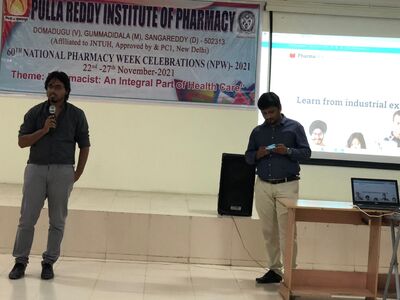 PULLA REDDY INSTITUTE OF PHARMACY
DOMADUGU (V), GUMMADIDALA (M), SANGAREDDY (D) - 502313
(Affiliated to JNTUH, Approved by & PCI, New Delhi)
60TH NATIONAL PHARMACY WEEK CELEBRATIONS (NPW)- 2021
22nd -27th November-2021
Theme: macist: An Integral Part of Health Care!
Pharma
Learn from industrial ex